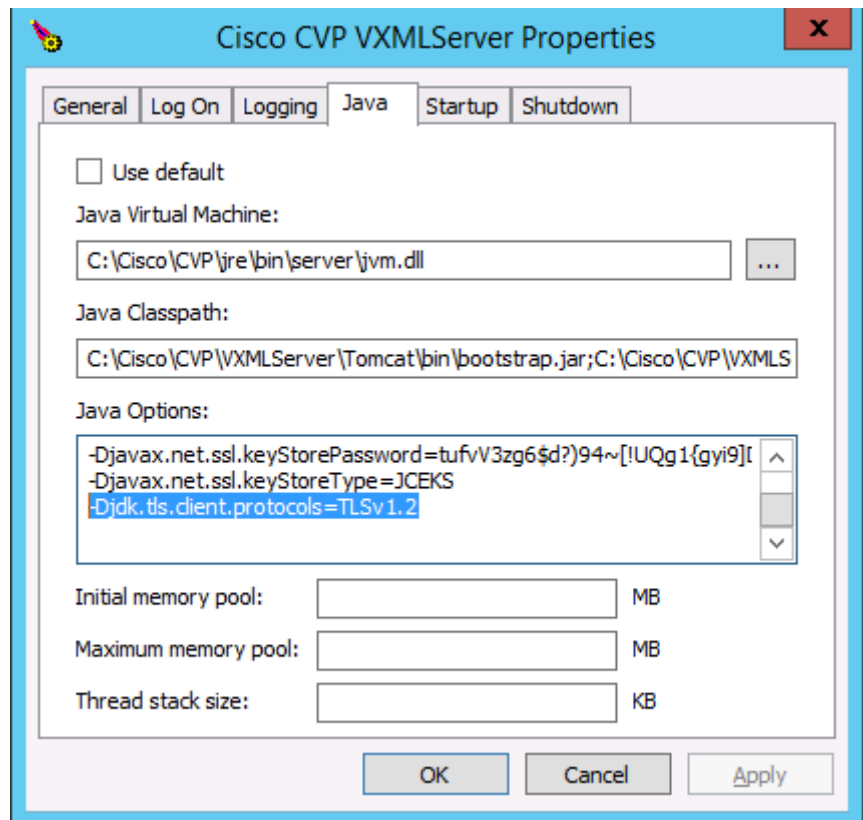 Cisco CVP VXMLServer Properties
x
General Log On Logging Java Startup Shutdown
Use default
Java Virtual Machine:
C:\Cisco\CVP\jre\bin\server\jvm.dll
...
Java Classpath:
C:\Cisco\CVP\VXMLServer\Tomcat\bin\bootstrap.jar;C:\Cisco\CVP\VXMLS
Java Options:
-Djavax.net.ssl.keyStorePassword=tufvV3zg6$d?)94~[!UQg1{gyi9][
-Djavax.net.ssl.keyStoreType=JCEKS
-Djdk.tls.client.protocols=TLSv1.2
Initial memory pool: MB
Maximum memory pool: MB
Thread stack size: KB
OK Cancel Apply